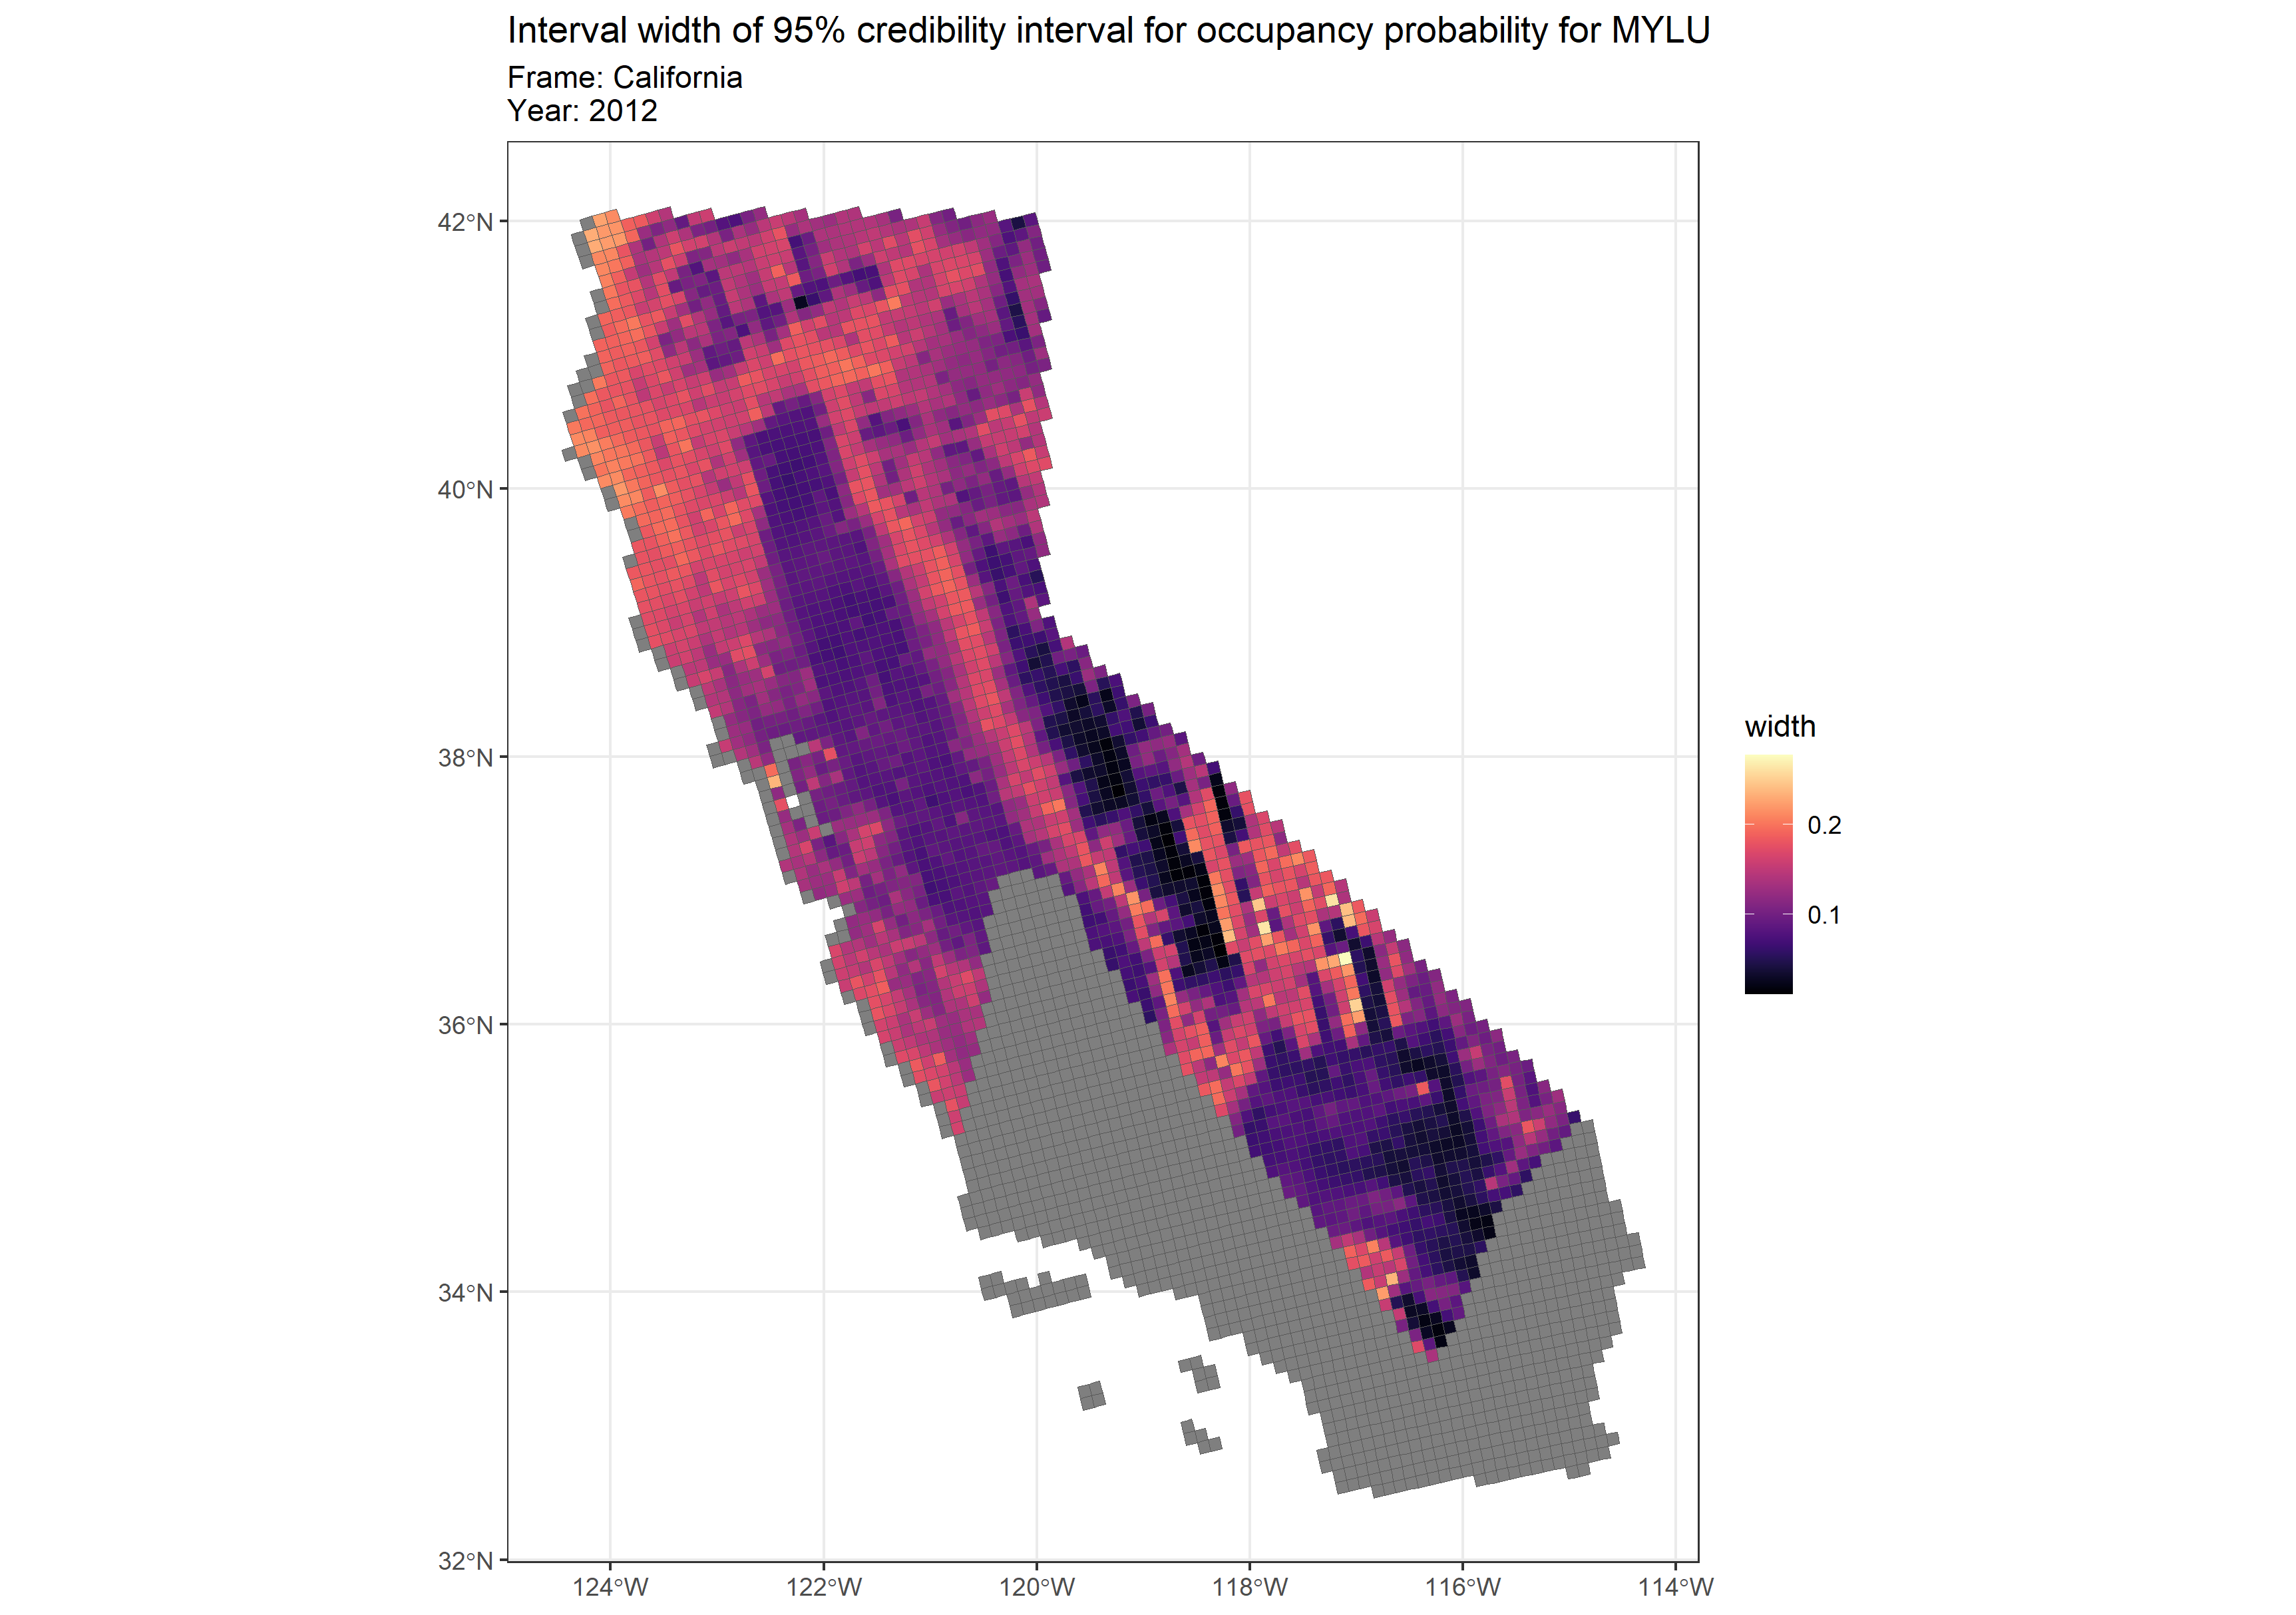 Interval width of 95% credibility interval for occupancy probability for MYLU
Frame: California
Year: 2012
42°N
40°N
38°N
36°N
34°N
32°N
124°W
122°W
120°W
118°W
116°W
114°W
width
0.2
0.1